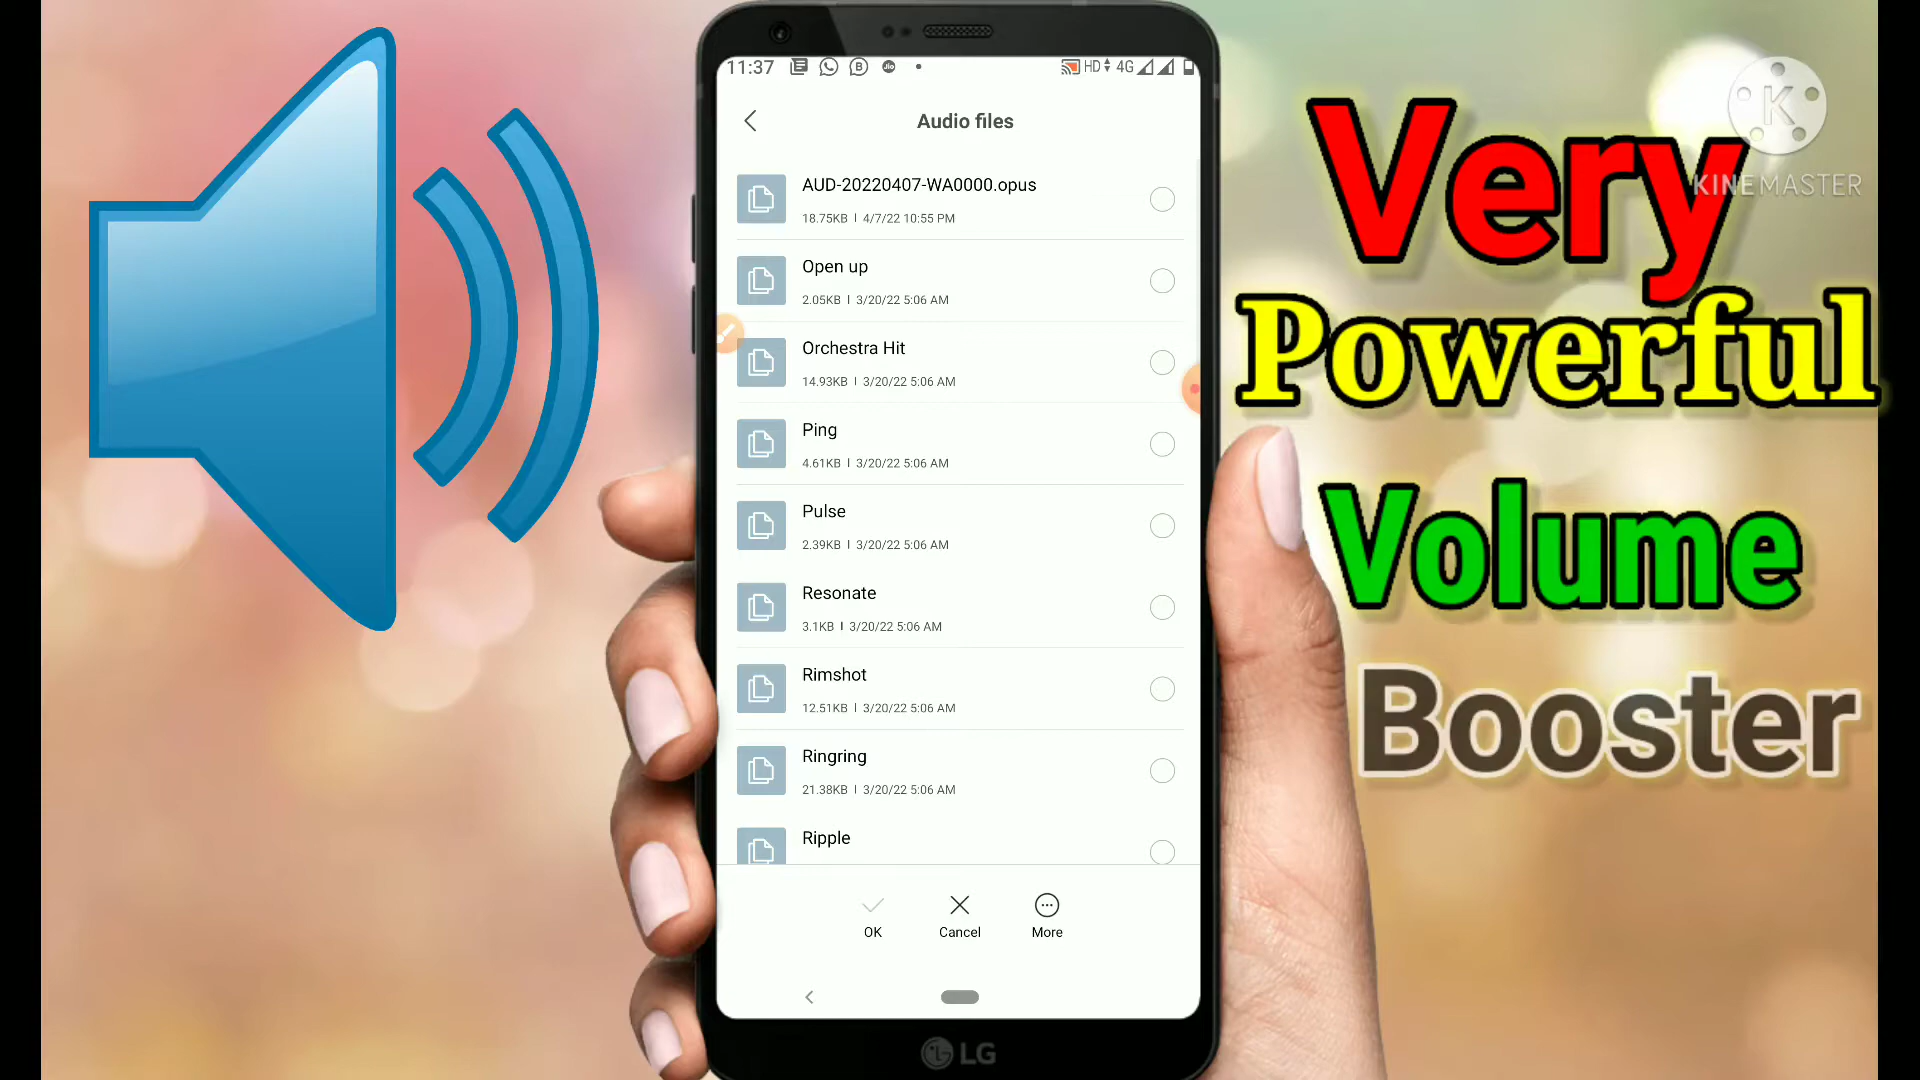 11:37
HD 4G
Audio files
AUD-20220407-WA0000.opus
18.75KB | 4/7/22 10:55 PM
Open up
2.05KB | 3/20/22 5:06 AM
Orchestra Hit
14.93KB | 3/20/22 5:06 AM
Ping
4.61KB | 3/20/22 5:06 AM
Pulse
2.39KB | 3/20/22 5:06 AM
Resonate
3.1KB | 3/20/22 5:06 AM
Rimshot
12.51KB | 3/20/22 5:06 AM
Ringring
21.38KB | 3/20/22 5:06 AM
Ripple
OK
Cancel
More
LG
Very
Powerful
Volume
Booster
K
KINEMASTER